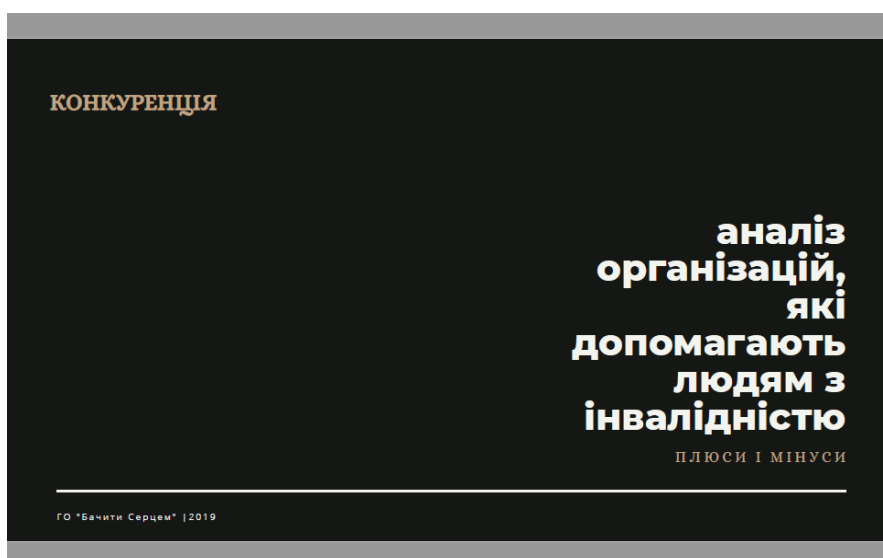 КОНКУРЕНЦІЯ
аналіз
організацій,
які
допомагають
людям з
інвалідністю
ПЛЮСИ І МІНУСИ
ГО "Бачити Серцем" |2019